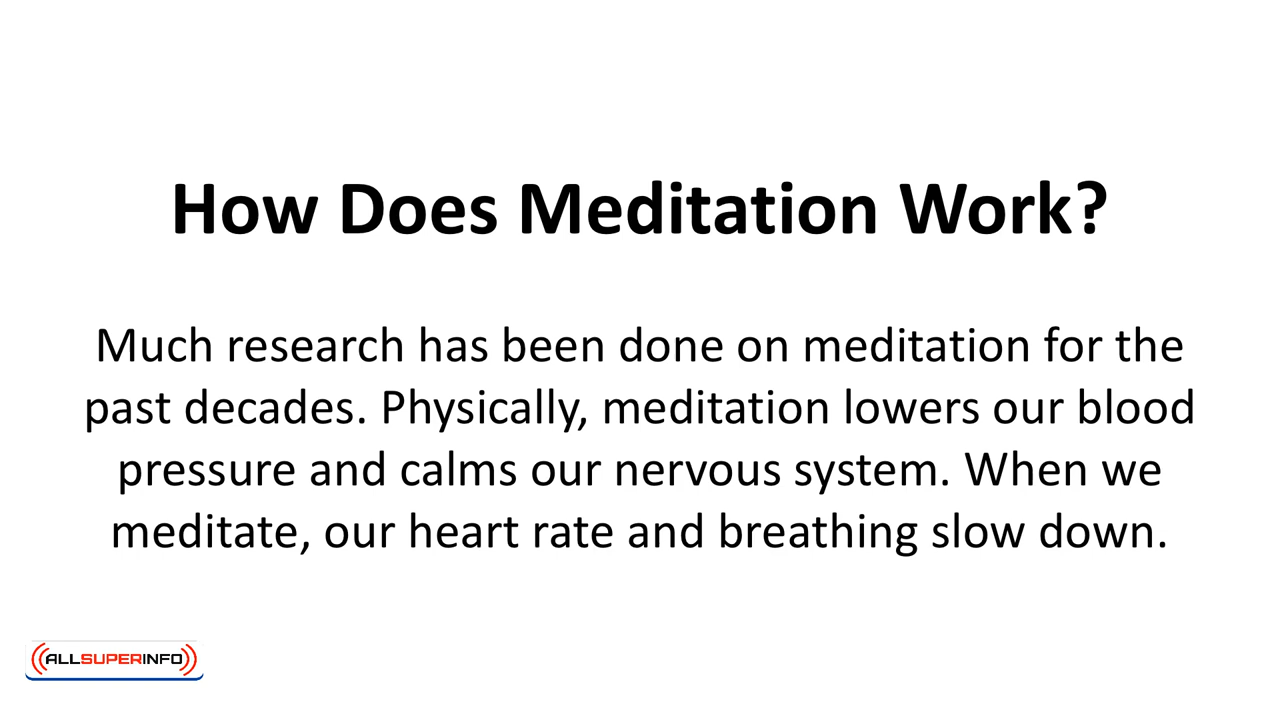 How Does Meditation Work?
Much research has been done on meditation for the
past decades. Physically, meditation lowers our blood
pressure and calms our nervous system. When we
meditate, our heart rate and breathing slow down.
ALLSUPERINFO